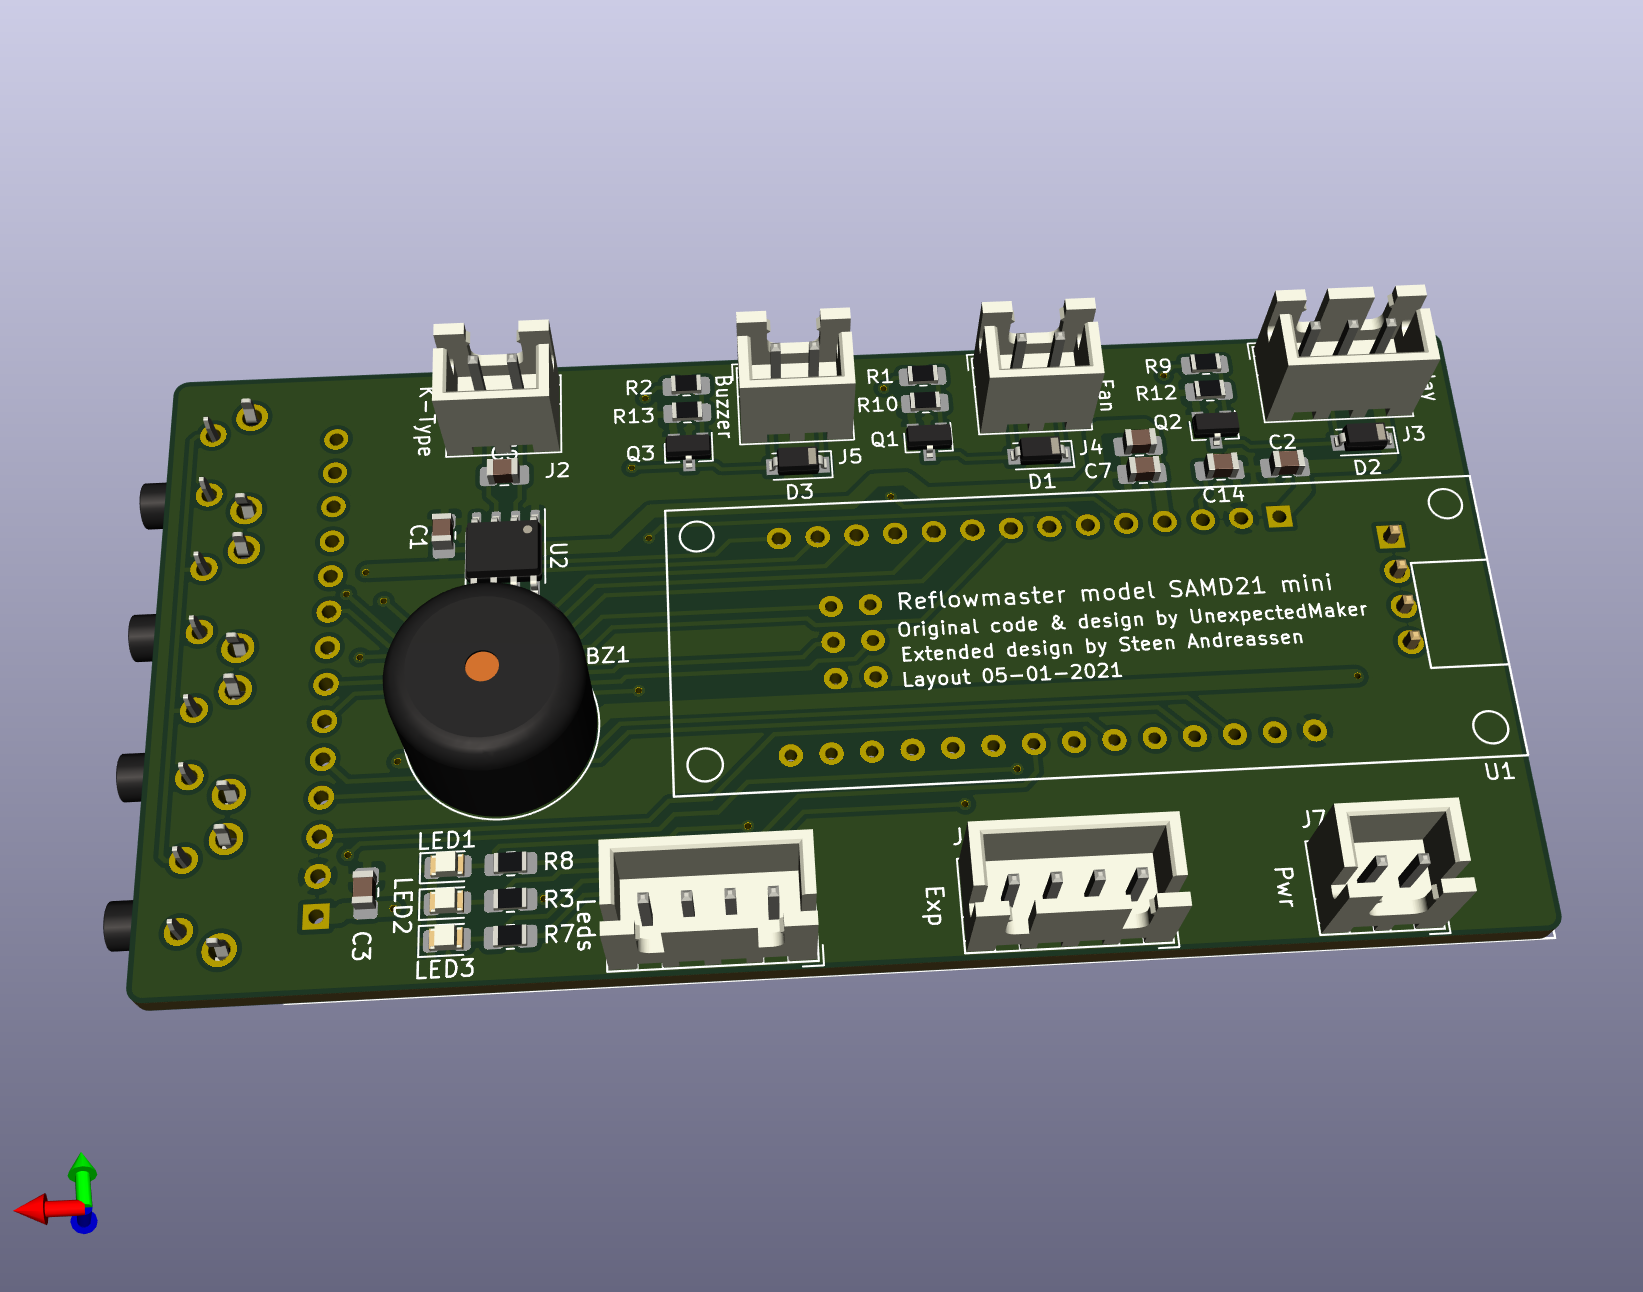 K-Type
J2
R2
R13
Q3
Buzzer
J5
D3
R1
R10
Q1
Fan
J4
D1
C7
R9
R12
Q2
C14
C2
J3
D2
C1
U2
BZ1
Reflowmaster model SAMD21 mini
Original code & design by UnexpectedMaker
Extended design by Steen Andreassen
Layout 05-01-2021
U1
LED1
LED2
LED3
C3
R8
R3
R7
Leds
J
Exp
J7
Pwr